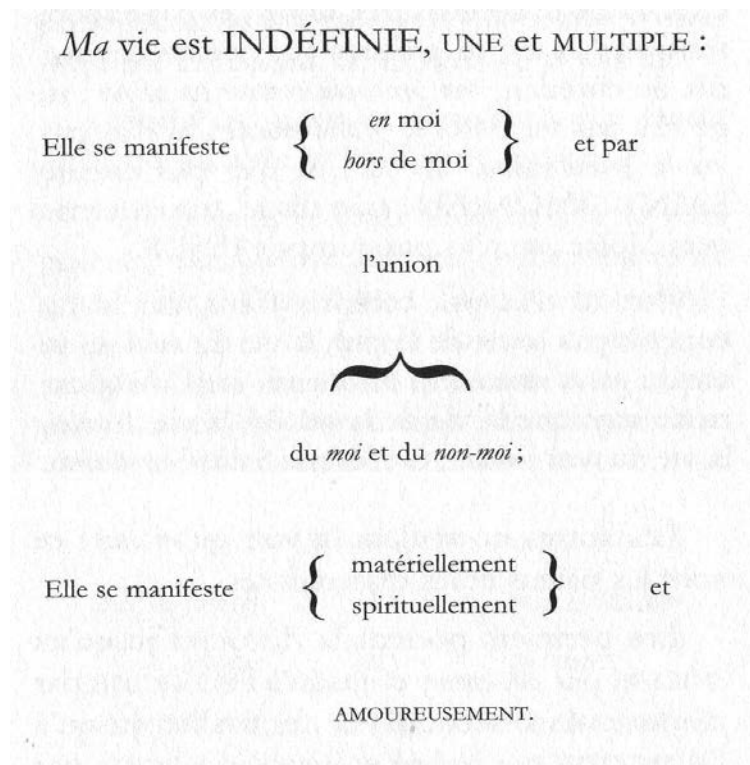 Ma vie est INDÉFINIE, UNE et MULTIPLE :
en moi
Elle se manifeste { } et par
hors de moi
l'union
du moi et du non-moi ;
matériellement
Elle se manifeste { } et
spirituellement
AMOUREUSEMENT.